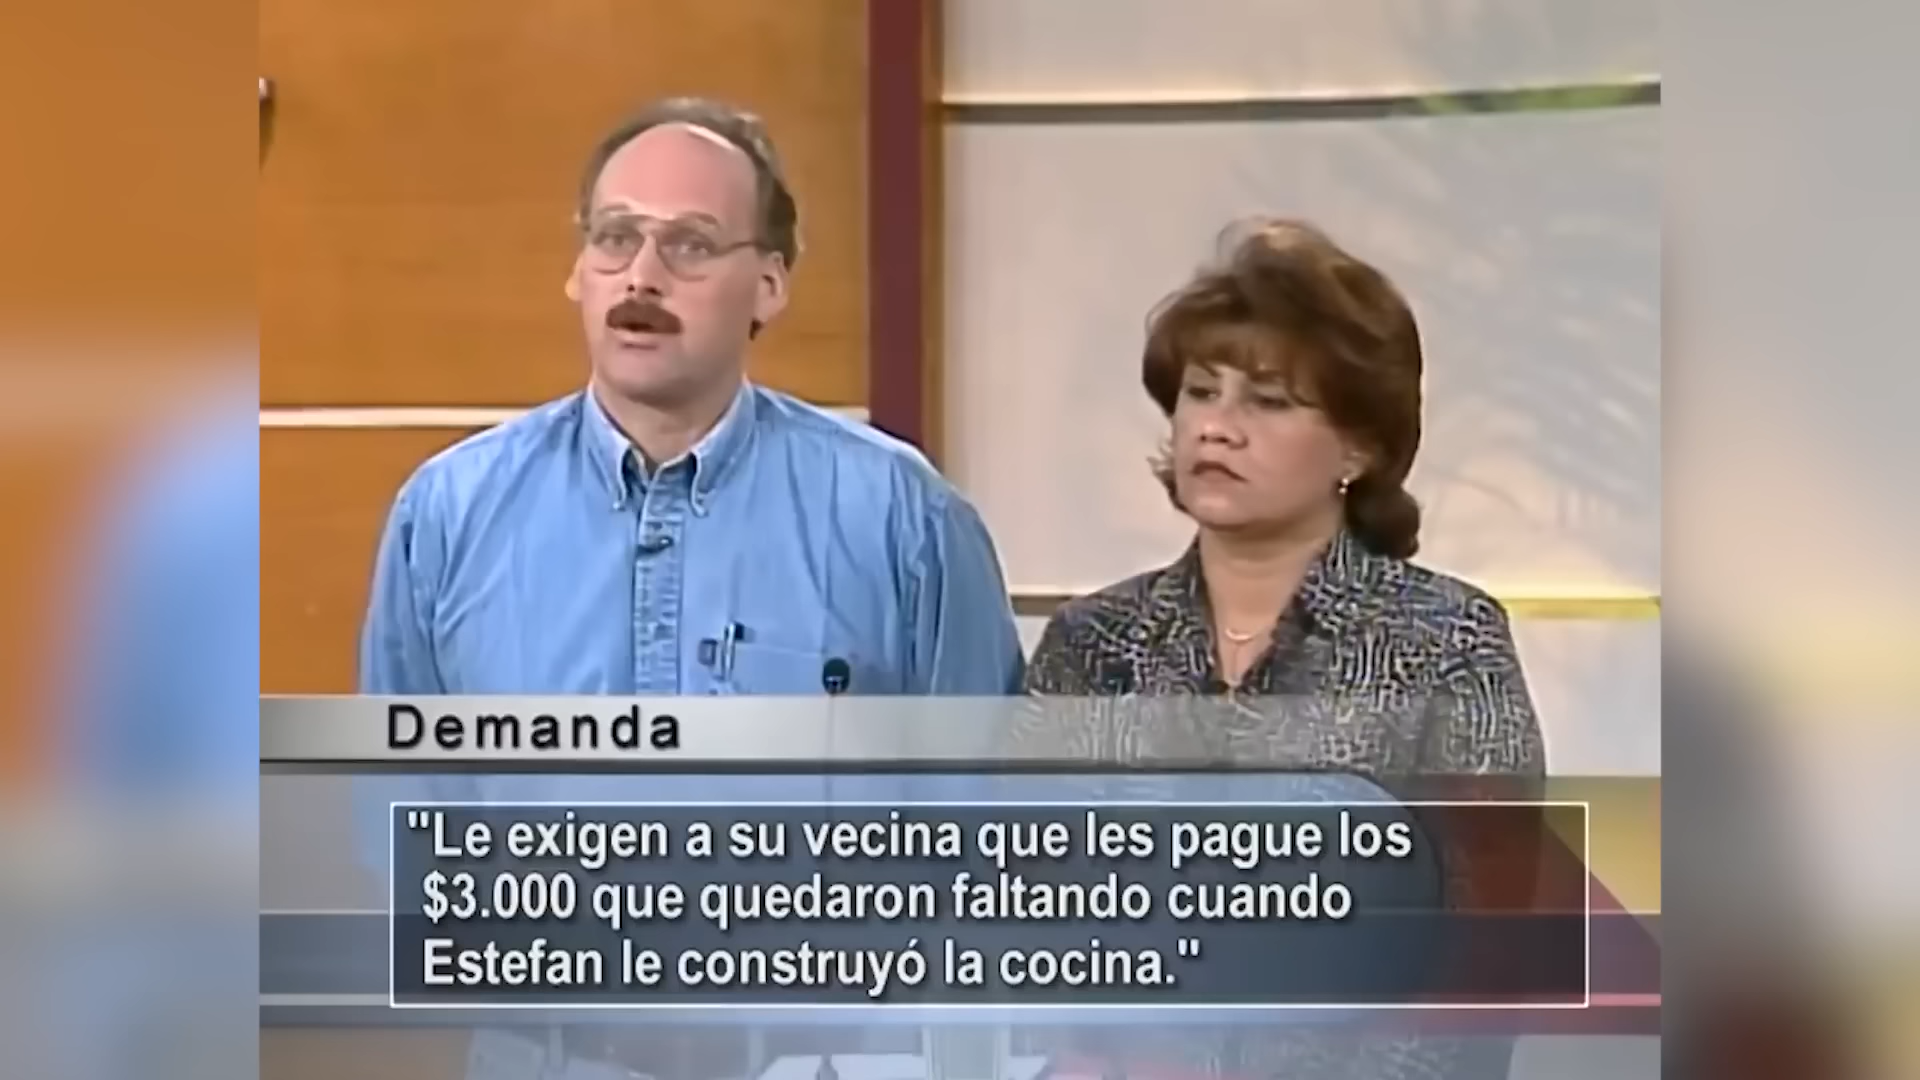 Demanda
"Le exigen a su vecina que les pague los
$3.000 que quedaron faltando cuando
Estefan le construyó la cocina."